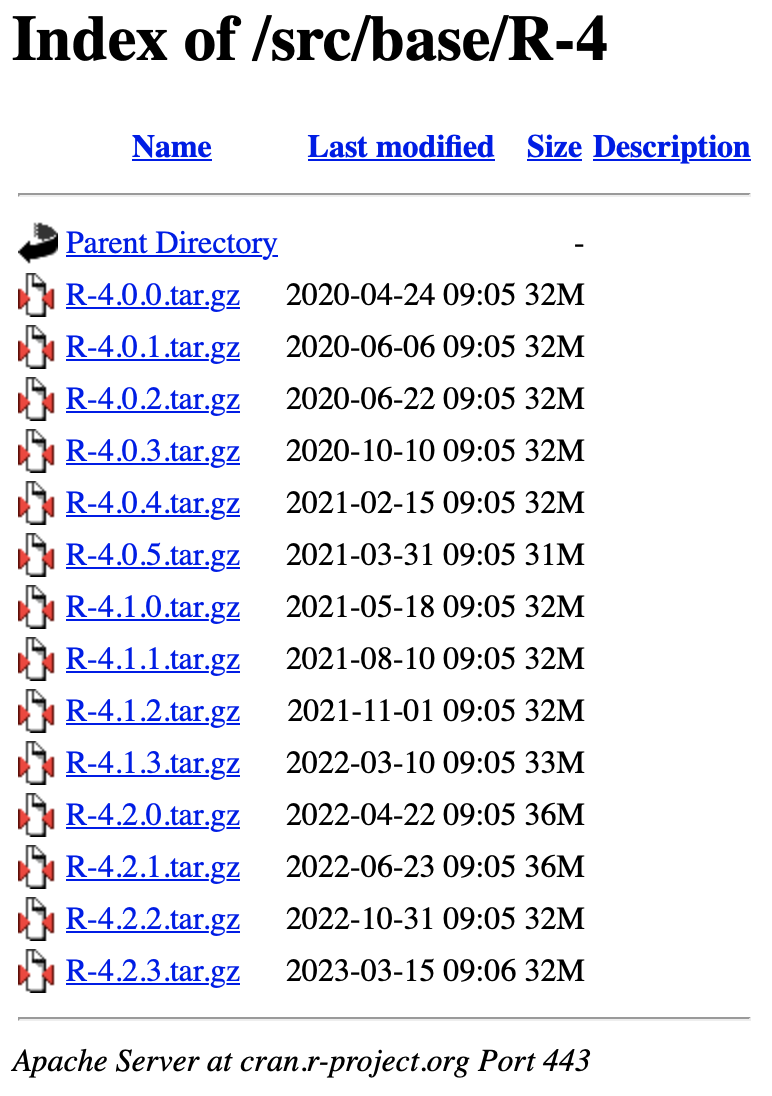 Index of /src/base/R-4
Name Last modified Size Description
Parent Directory -
R-4.0.0.tar.gz 2020-04-24 09:05 32M
R-4.0.1.tar.gz 2020-06-06 09:05 32M
R-4.0.2.tar.gz 2020-06-22 09:05 32M
R-4.0.3.tar.gz 2020-10-10 09:05 32M
R-4.0.4.tar.gz 2021-02-15 09:05 32M
R-4.0.5.tar.gz 2021-03-31 09:05 31M
R-4.1.0.tar.gz 2021-05-18 09:05 32M
R-4.1.1.tar.gz 2021-08-10 09:05 32M
R-4.1.2.tar.gz 2021-11-01 09:05 32M
R-4.1.3.tar.gz 2022-03-10 09:05 33M
R-4.2.0.tar.gz 2022-04-22 09:05 36M
R-4.2.1.tar.gz 2022-06-23 09:05 36M
R-4.2.2.tar.gz 2022-10-31 09:05 32M
R-4.2.3.tar.gz 2023-03-15 09:06 32M
Apache Server at cran.r-project.org Port 443